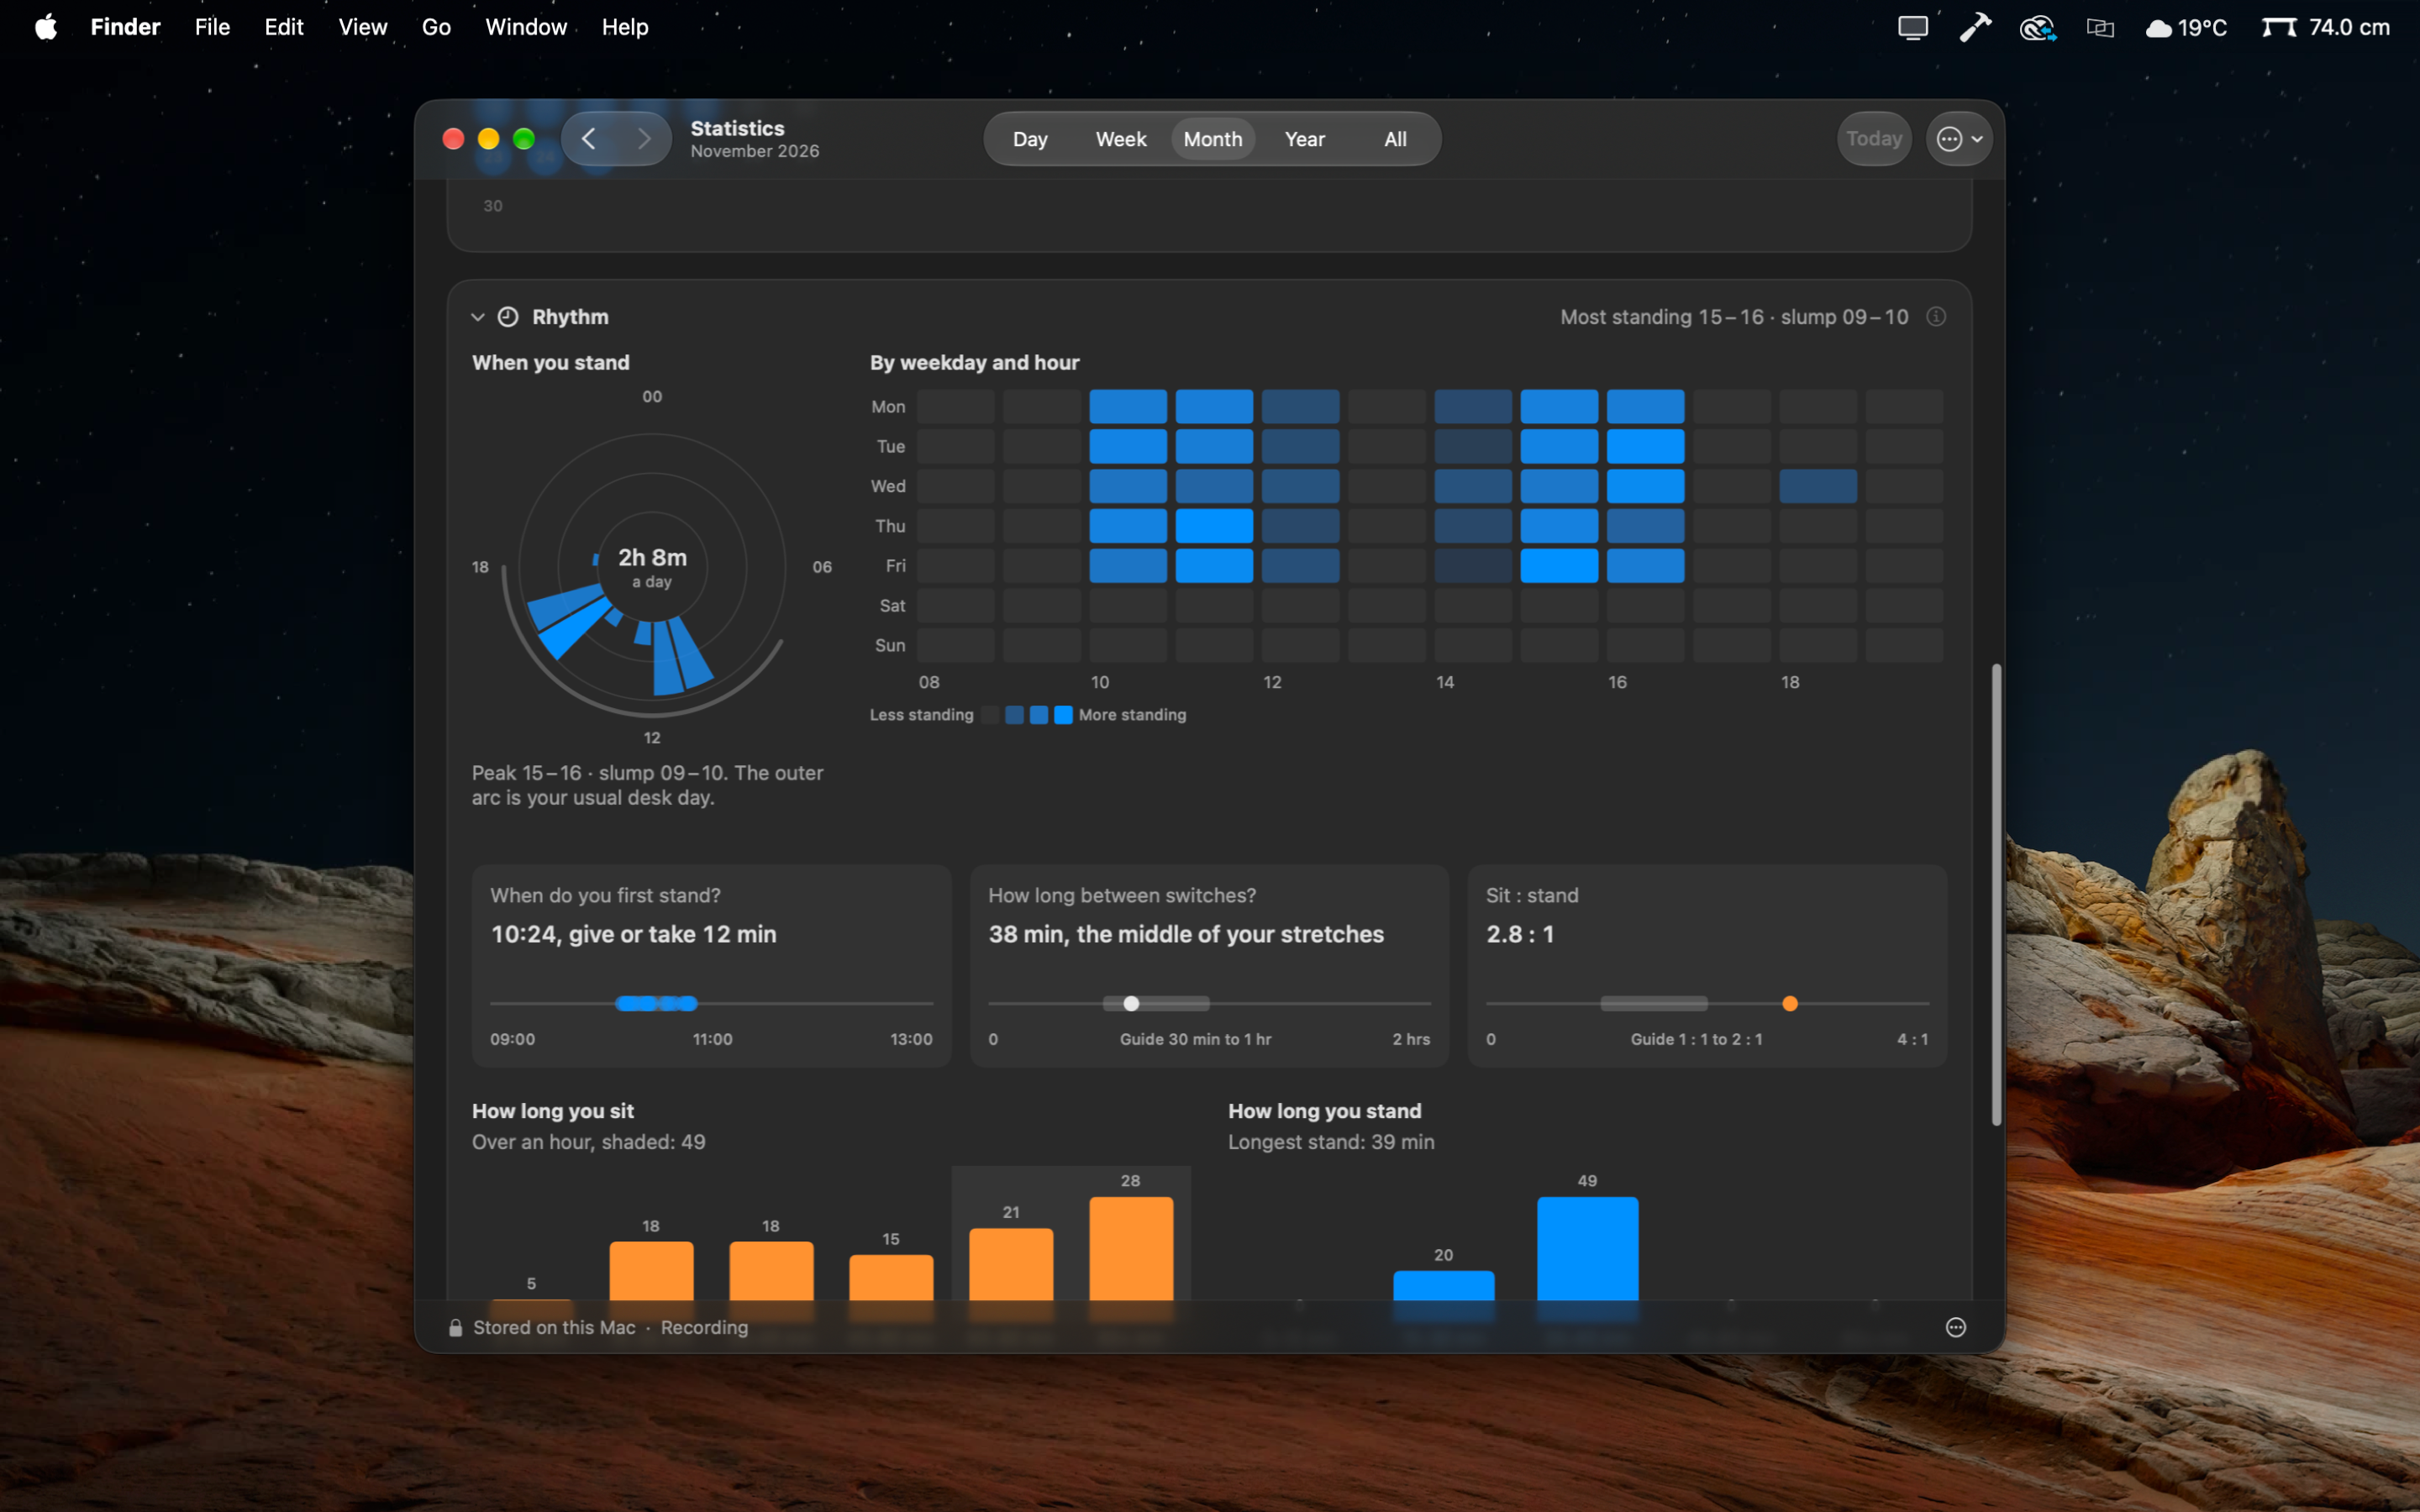 Finder File Edit View Go Window Help 19°C 74.0 cm
Statistics
November 2026
Day Week Month Year All
Today
30
Rhythm
Most standing 15–16 · slump 09–10
When you stand
00
06
12
18
2h 8m
a day
Peak 15–16 · slump 09–10. The outer
arc is your usual desk day.
By weekday and hour
Mon
Tue
Wed
Thu
Fri
Sat
Sun
08 10 12 14 16 18
Less standing More standing
When do you first stand?
10:24, give or take 12 min
09:00 11:00 13:00
How long between switches?
38 min, the middle of your stretches
0 Guide 30 min to 1 hr 2 hrs
Sit : stand
2.8 : 1
0 Guide 1 : 1 to 2 : 1 4 : 1
How long you sit
Over an hour, shaded: 49
5 18 18 15 21 28
How long you stand
Longest stand: 39 min
20 49
Stored on this Mac · Recording